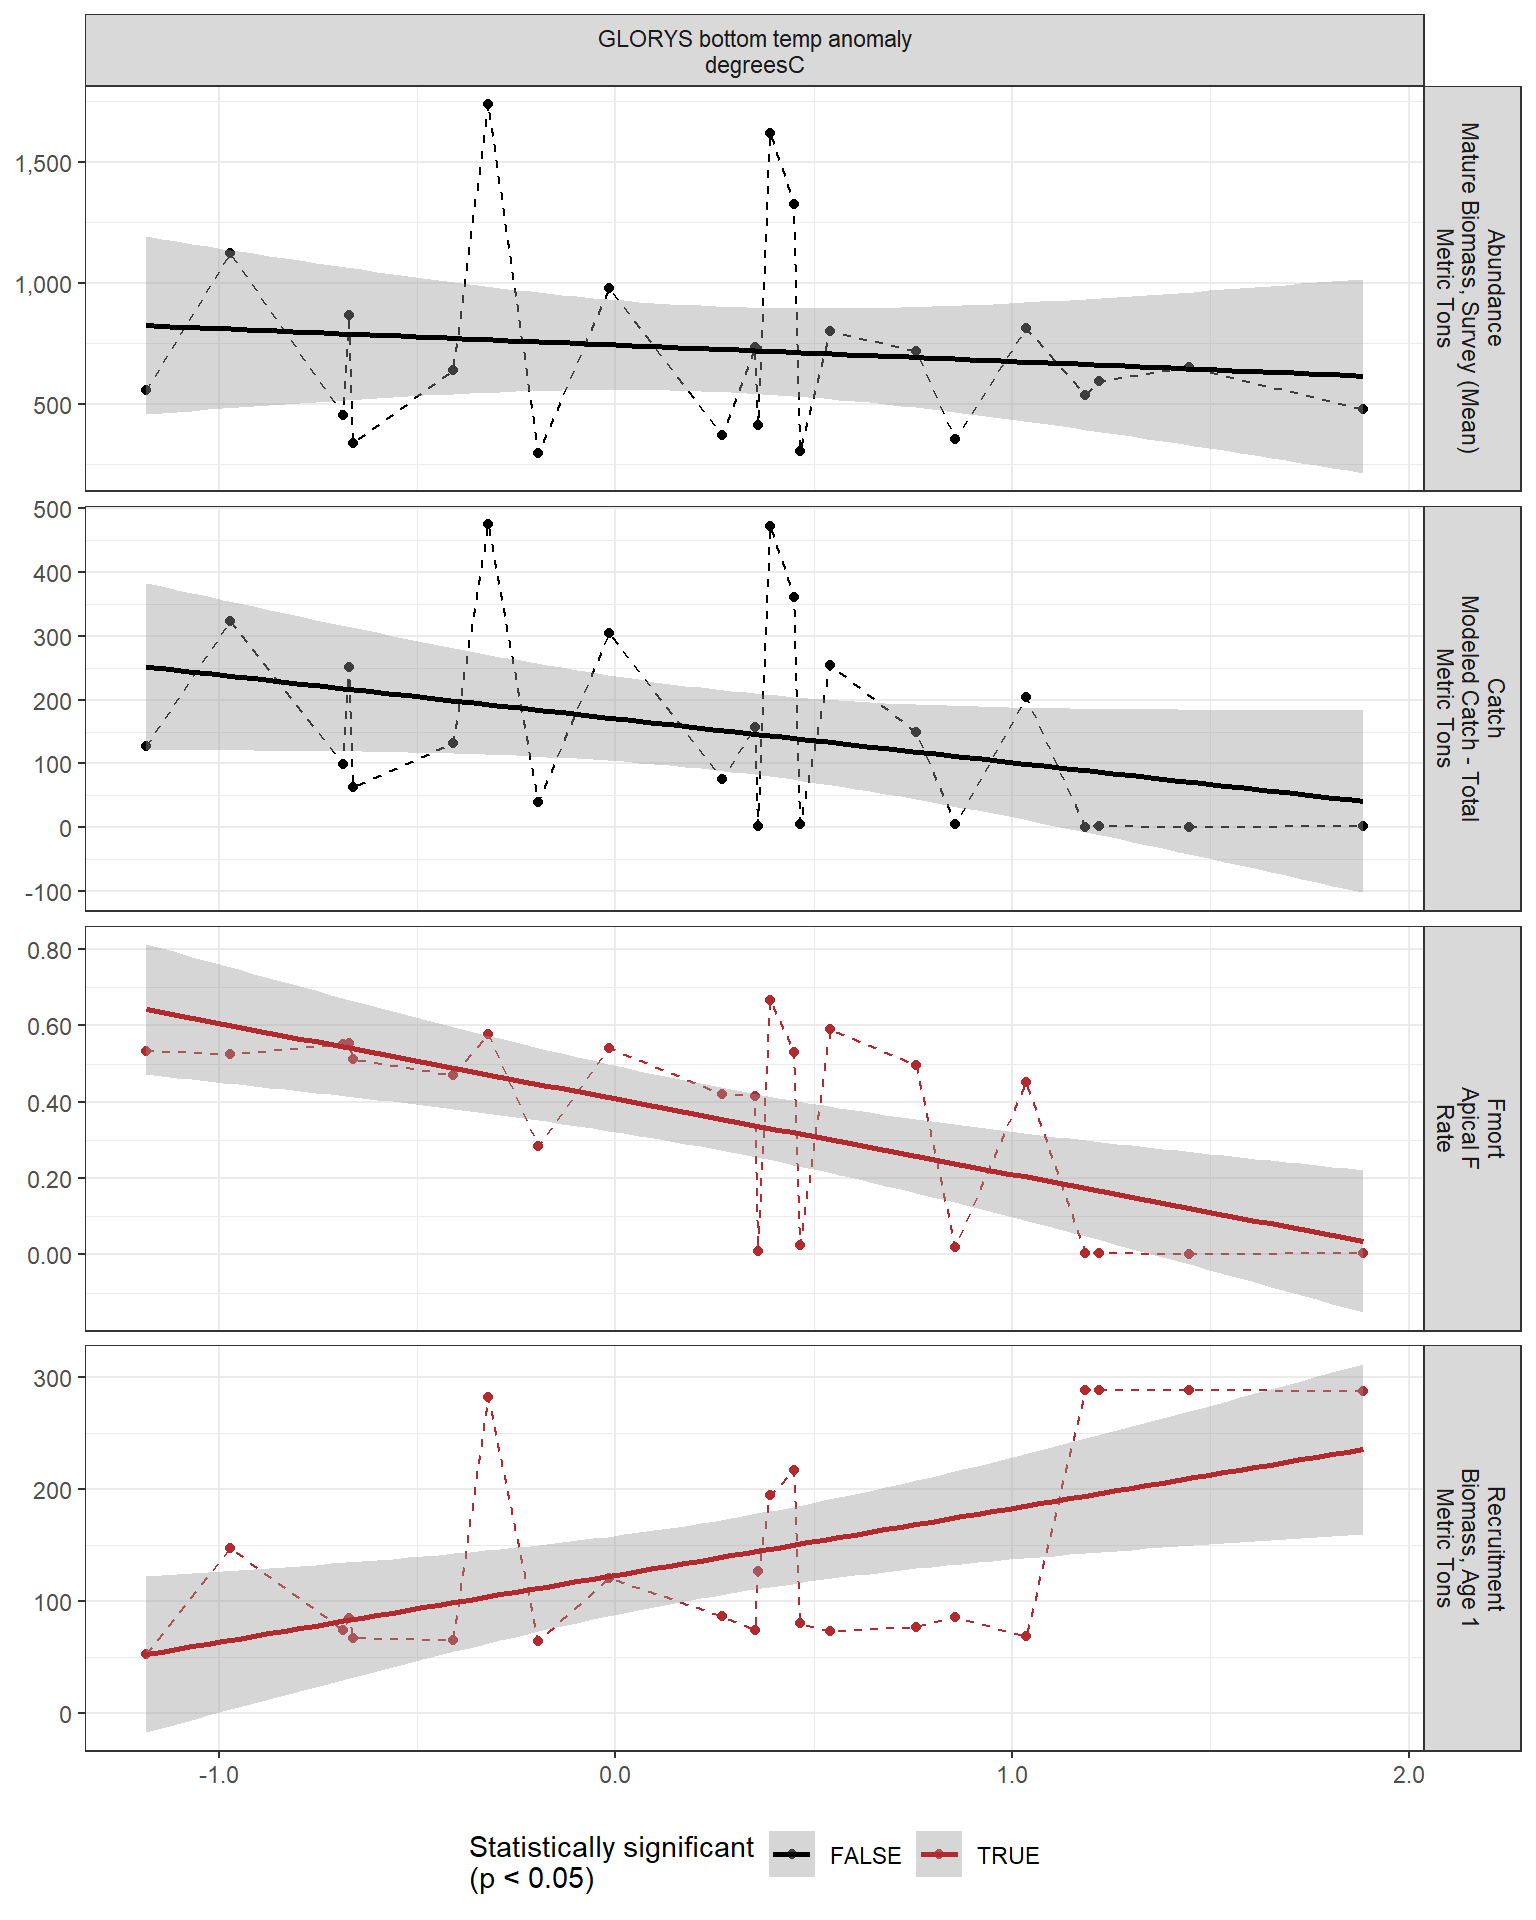 GLORYS bottom temp anomaly
degreesC
1,500
1,000
500
Abundance
Mature Biomass, Survey (Mean)
Metric Tons
500
400
300
200
100
0
-100
Catch
Modeled Catch - Total
Metric Tons
0.80
0.60
0.40
0.20
0.00
Fmort
Apical F
Rate
300
200
100
0
Recruitment
Biomass, Age 1
Metric Tons
-1.0 0.0 1.0 2.0
Statistically significant
(p < 0.05)
FALSE
TRUE